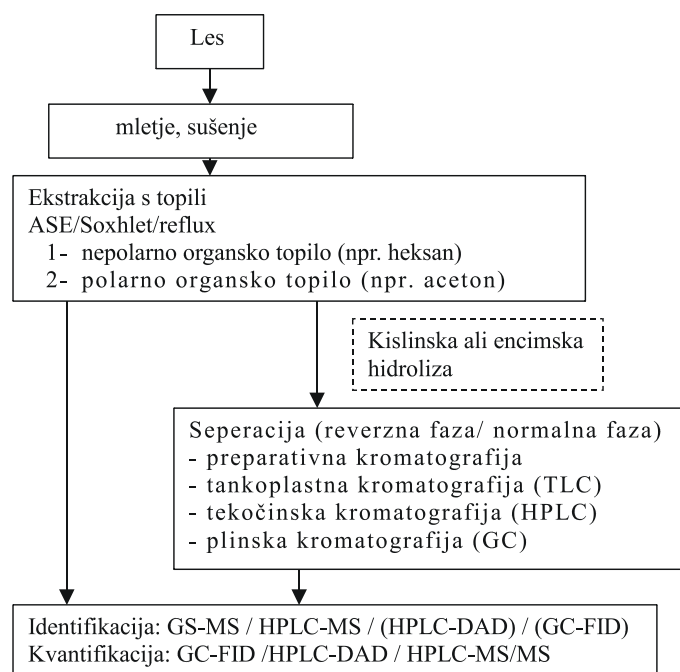 Les
mletje, sušenje
Ekstrakcija s topili
ASE/Soxhlet/reflux
1- nepolarno organsko topilo (npr. heksan)
2- polarno organsko topilo (npr. aceton)
Kislinska ali encimska
hidroliza
Seperacija (reverzna faza/ normalna faza)
- preparativna kromatografija
- tankoplastna kromatografija (TLC)
- tekočinska kromatografija (HPLC)
- plinska kromatografija (GC)
Identifikacija: GS-MS / HPLC-MS / (HPLC-DAD) / (GC-FID)
Kvantifikacija: GC-FID /HPLC-DAD / HPLC-MS/MS